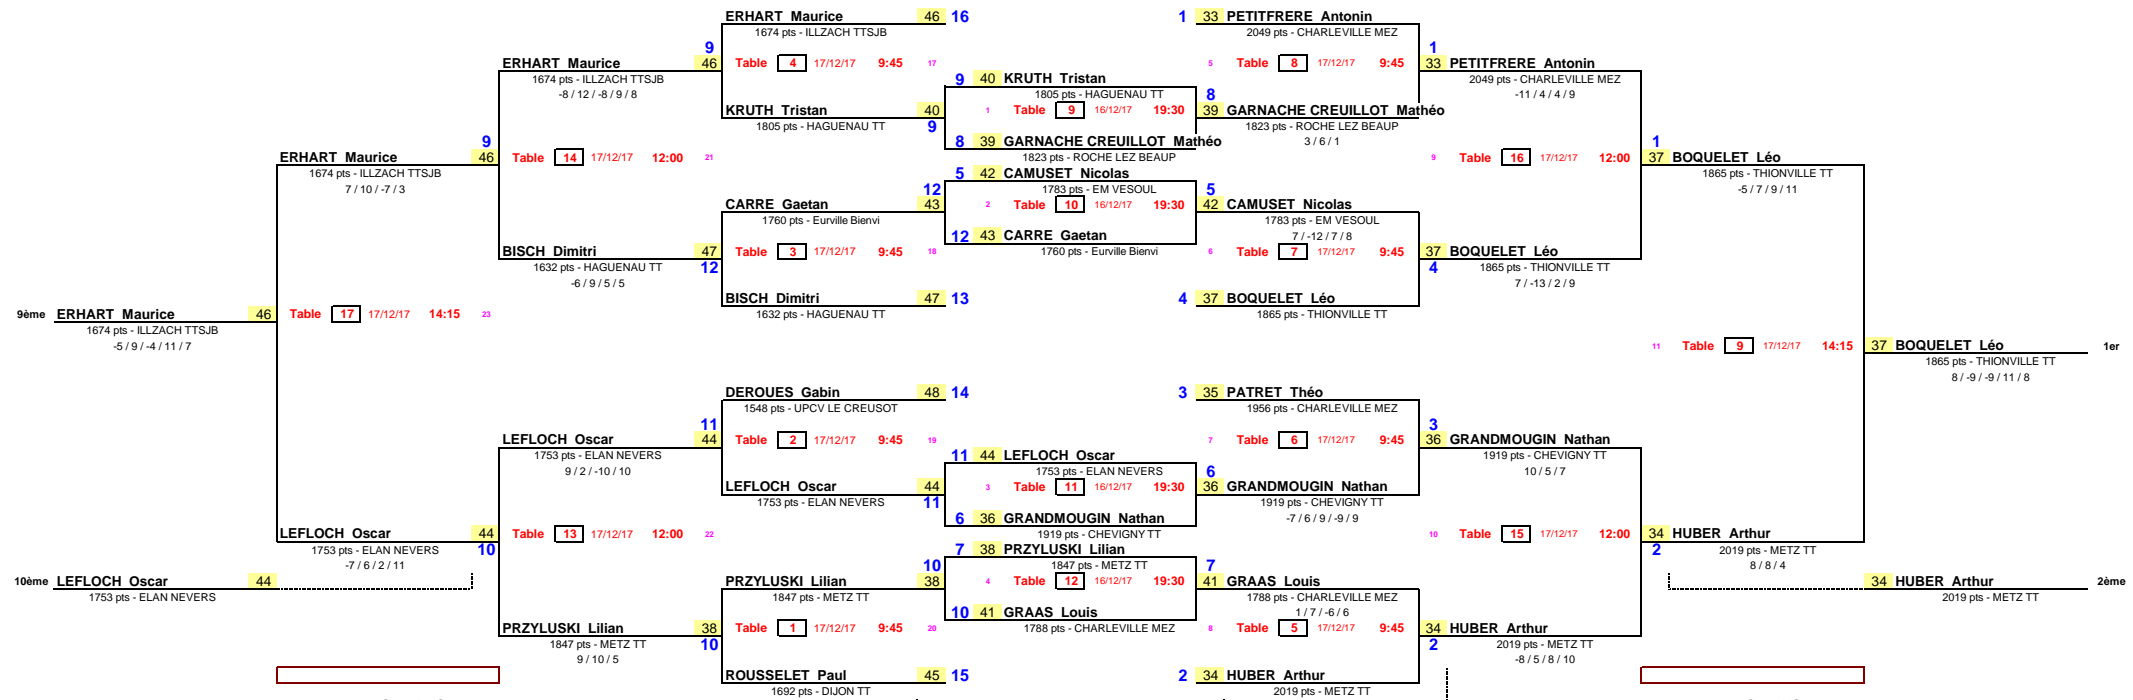 ERHART Maurice 46 16 1 33 PETITFRERE Antonin
1674 pts - ILLZACH TTSJB 2049 pts - CHARLEVILLE MEZ
9 1
ERHART Maurice 46 Table 4 17/12/17 9:45 17 5 Table 8 17/12/17 9:45 33 PETITFRERE Antonin
1674 pts - ILLZACH TTSJB 9 40 KRUTH Tristan 2049 pts - CHARLEVILLE MEZ
-8 / 12 / -8 / 9 / 8 1805 pts - HAGUENAU TT 8 -11 / 4 / 4 / 9
KRUTH Tristan 40 1 Table 9 16/12/17 19:30 39 GARNACHE CREUILLOT Mathéo
1805 pts - HAGUENAU TT 9 1823 pts - ROCHE LEZ BEAUP
9 8 39 GARNACHE CREUILLOT Mathéo 3 / 6 / 1 1
ERHART Maurice 46 Table 14 17/12/17 12:00 21 1823 pts - ROCHE LEZ BEAUP 9 Table 16 17/12/17 12:00 37 BOQUELET Léo
1674 pts - ILLZACH TTSJB 5 42 CAMUSET Nicolas 1865 pts - THIONVILLE TT
7 / 10 / -7 / 3 12 1783 pts - EM VESOUL 5 -5 / 7 / 9 / 11
CARRE Gaetan 43 2 Table 10 16/12/17 19:30 42 CAMUSET Nicolas
1760 pts - Eurville Bienvi 1783 pts - EM VESOUL
12 43 CARRE Gaetan 7 / -12 / 7 / 8
BISCH Dimitri 47 Table 3 17/12/17 9:45 18 1760 pts - Eurville Bienvi 6 Table 7 17/12/17 9:45 37 BOQUELET Léo
1632 pts - HAGUENAU TT 12 4 1865 pts - THIONVILLE TT
-6 / 9 / 5 / 5 7 / -13 / 2 / 9
BISCH Dimitri 47 13 4 37 BOQUELET Léo
9ème ERHART Maurice 46 Table 17 17/12/17 14:15 23 1632 pts - HAGUENAU TT 1865 pts - THIONVILLE TT
1674 pts - ILLZACH TTSJB
-5 / 9 / -4 / 11 / 7 11 Table 9 17/12/17 14:15 37 BOQUELET Léo 1er
1865 pts - THIONVILLE TT
8 / -9 / -9 / 11 / 8
DEROUES Gabin 48 14 3 35 PATRET Théo
1548 pts - UPCV LE CREUSOT 1956 pts - CHARLEVILLE MEZ
11 3
LEFLOCH Oscar 44 Table 2 17/12/17 9:45 19 7 Table 6 17/12/17 9:45 36 GRANDMOUGIN Nathan
1753 pts - ELAN NEVERS 11 44 LEFLOCH Oscar 1919 pts - CHEVIGNY TT
9 / 2 / -10 / 10 1753 pts - ELAN NEVERS 6 10 / 5 / 7
LEFLOCH Oscar 44 3 Table 11 16/12/17 19:30 36 GRANDMOUGIN Nathan
1753 pts - ELAN NEVERS 11 1919 pts - CHEVIGNY TT
6 36 GRANDMOUGIN Nathan -7 / 6 / 9 / -9 / 9
LEFLOCH Oscar 44 Table 13 17/12/17 12:00 22 1919 pts - CHEVIGNY TT 10 Table 15 17/12/17 12:00 34 HUBER Arthur
1753 pts - ELAN NEVERS 10 7 38 PRZYLUSKI Lilian 2 2019 pts - METZ TT
-7 / 6 / 2 / 11 10 1847 pts - METZ TT 7 8 / 8 / 4
10ème LEFLOCH Oscar 44 PRZYLUSKI Lilian 38 4 Table 12 16/12/17 19:30 41 GRAAS Louis 34 HUBER Arthur 2ème
1753 pts - ELAN NEVERS 1847 pts - METZ TT 1788 pts - CHARLEVILLE MEZ 2019 pts - METZ TT
10 41 GRAAS Louis 1 / 7 / -6 / 6
PRZYLUSKI Lilian 38 Table 1 17/12/17 9:45 20 1788 pts - CHARLEVILLE MEZ 8 Table 5 17/12/17 9:45 34 HUBER Arthur
1847 pts - METZ TT 10 2 2019 pts - METZ TT
9 / 10 / 5 -8 / 5 / 8 / 10
ROUSSELET Paul 45 15 2 34 HUBER Arthur
1692 pts - DIJON TT 2019 pts - METZ TT